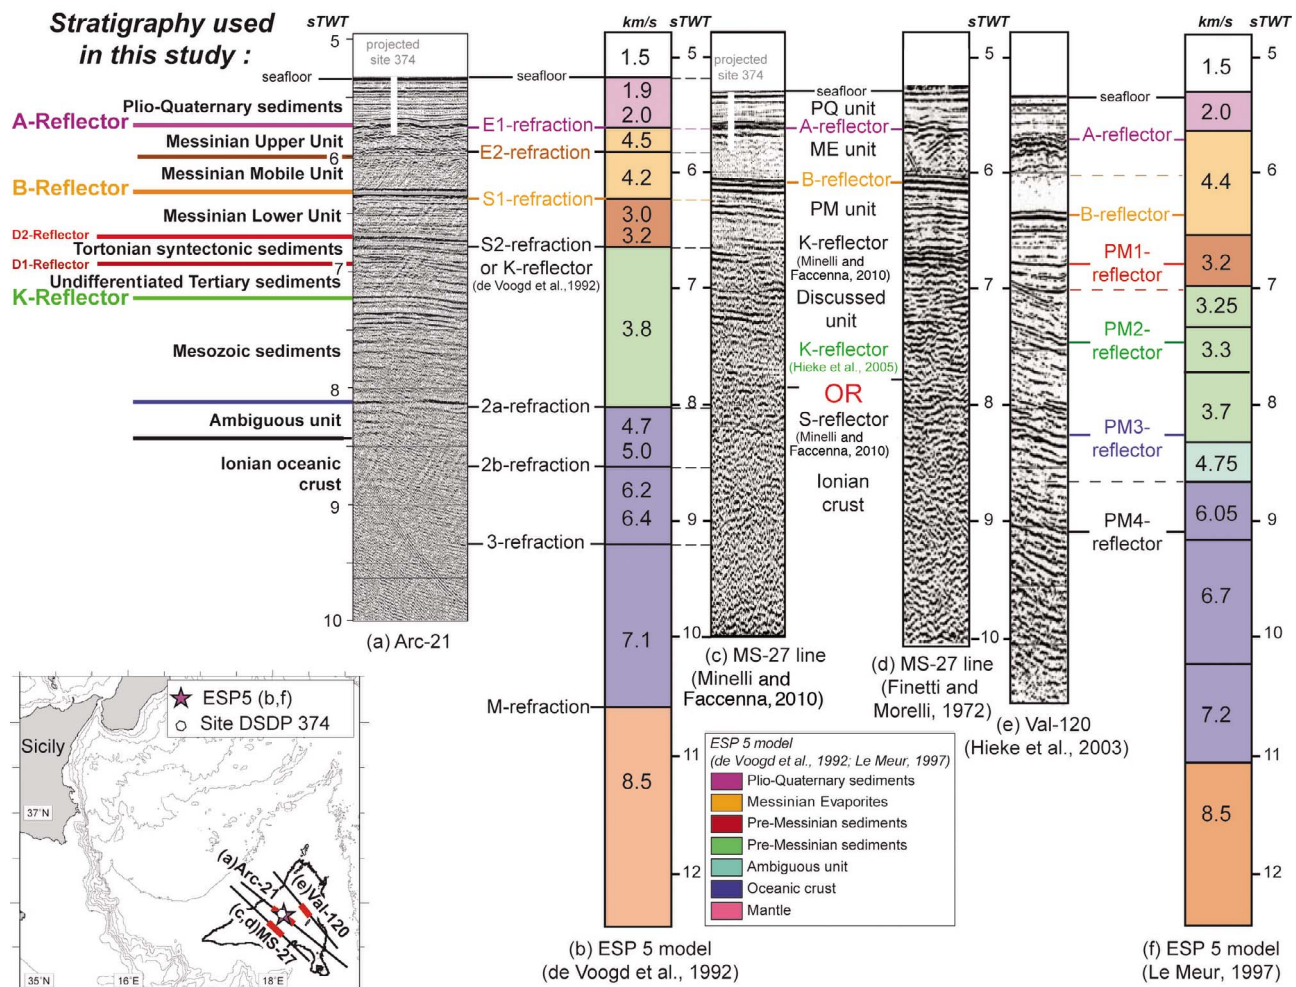 Stratigraphy used
in this study :
sTWT
5
projected
site 374
seafloor
Plio-Quaternary sediments
A-Reflector
Messinian Upper Unit
6
Messinian Mobile Unit
B-Reflector
Messinian Lower Unit
D2-Reflector
Tortonian syntectonic sediments
D1-Reflector
7
Undifferentiated Tertiary sediments
K-Reflector
Mesozoic sediments
8
Ambiguous unit
Ionian oceanic
crust
9
10
(a) Arc-21
seafloor
E1-refraction
E2-refraction
S1-refraction
S2-refraction
or K-reflector
(de Voogd et al.,1992)
2a-refraction
2b-refraction
3-refraction
M-refraction
km/s
1.5
1.9
2.0
4.5
4.2
3.0
3.2
3.8
4.7
5.0
6.2
6.4
7.1
8.5
(b) ESP 5 model
(de Voogd et al., 1992)
sTWT
5
6
7
8
9
10
11
12
projected
site 374
(c) MS-27 line
(Minelli and
Faccenna, 2010)
seafloor
PQ unit
A-reflector
ME unit
B-reflector
PM unit
K-reflector
(Minelli and
Faccenna, 2010)
Discussed
unit
K-reflector
(Hieke et al., 2005)
OR
S-reflector
(Minelli and
Faccenna, 2010)
Ionian
crust
(d) MS-27 line
(Finetti and
Morelli, 1972)
sTWT
5
6
7
8
9
10
(e) Val-120
(Hieke et al., 2003)
seafloor
A-reflector
B-reflector
PM1-
reflector
PM2-
reflector
PM3-
reflector
PM4-
reflector
km/s
1.5
2.0
4.4
3.2
3.25
3.3
3.7
4.75
6.05
6.7
7.2
8.5
sTWT
5
6
7
8
9
10
11
12
(f) ESP 5 model
(Le Meur, 1997)
ESP 5 model
(de Voogd et al., 1992; Le Meur, 1997)
Plio-Quaternary sediments
Messinian Evaporites
Pre-Messinian sediments
Pre-Messinian sediments
Ambiguous unit
Oceanic crust
Mantle
ESP5 (b,f)
Site DSDP 374
Sicily
37°N
(a)Arc-21
(e)Val-120
(c,d)MS-27
35°N
16°E
18°E